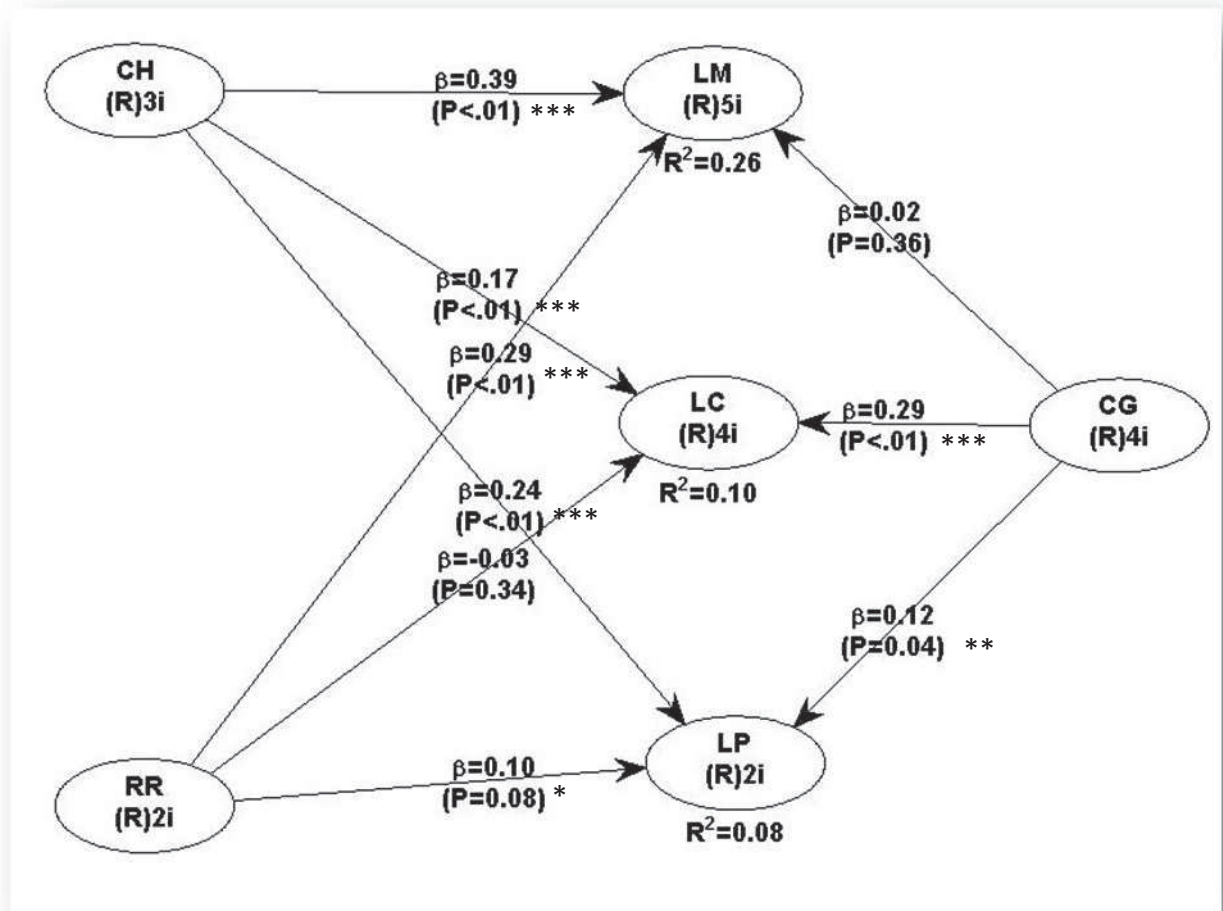 CH
(R)3i
β=0.39
(P<.01) ***
LM
(R)5i
R²=0.26
β=0.02
(P=0.36)
β=0.17
(P<.01) ***
β=0.29
(P<.01) ***
LC
(R)4i
R²=0.10
β=0.29
(P<.01) ***
CG
(R)4i
β=0.24
(P<.01) ***
β=-0.03
(P=0.34)
β=0.12
(P=0.04) **
RR
(R)2i
β=0.10
(P=0.08) *
LP
(R)2i
R²=0.08